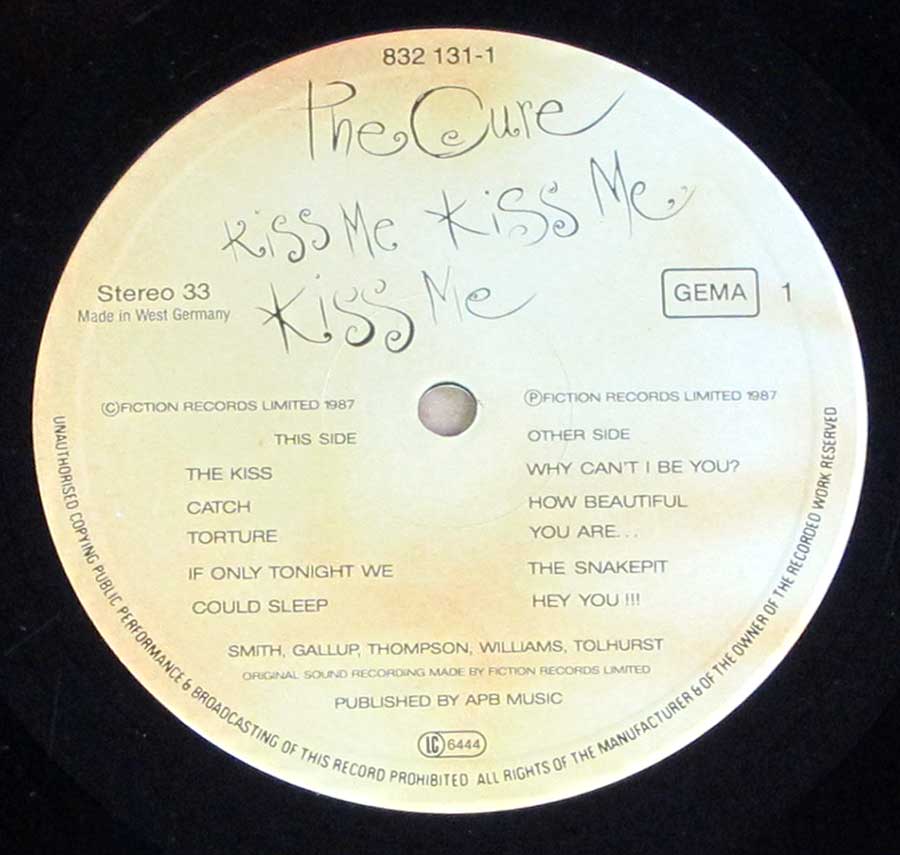 832 131-1
The Cure
Kiss Me Kiss Me
Kiss Me
Stereo 33
Made in West Germany
GEMA 1
©FICTION RECORDS LIMITED 1987
THIS SIDE
THE KISS
CATCH
TORTURE
IF ONLY TONIGHT WE
COULD SLEEP
℗FICTION RECORDS LIMITED 1987
OTHER SIDE
WHY CAN'T I BE YOU?
HOW BEAUTIFUL
YOU ARE...
THE SNAKEPIT
HEY YOU !!!
SMITH, GALLUP, THOMPSON, WILLIAMS, TOLHURST
ORIGINAL SOUND RECORDING MADE BY FICTION RECORDS LIMITED
PUBLISHED BY APB MUSIC
LC 6444
UNAUTHORISED COPYING PUBLIC PERFORMANCE & BROADCASTING OF THIS RECORD PROHIBITED ALL RIGHTS OF THE MANUFACTURER & OF THE OWNER OF THE RECORDED WORK RESERVED